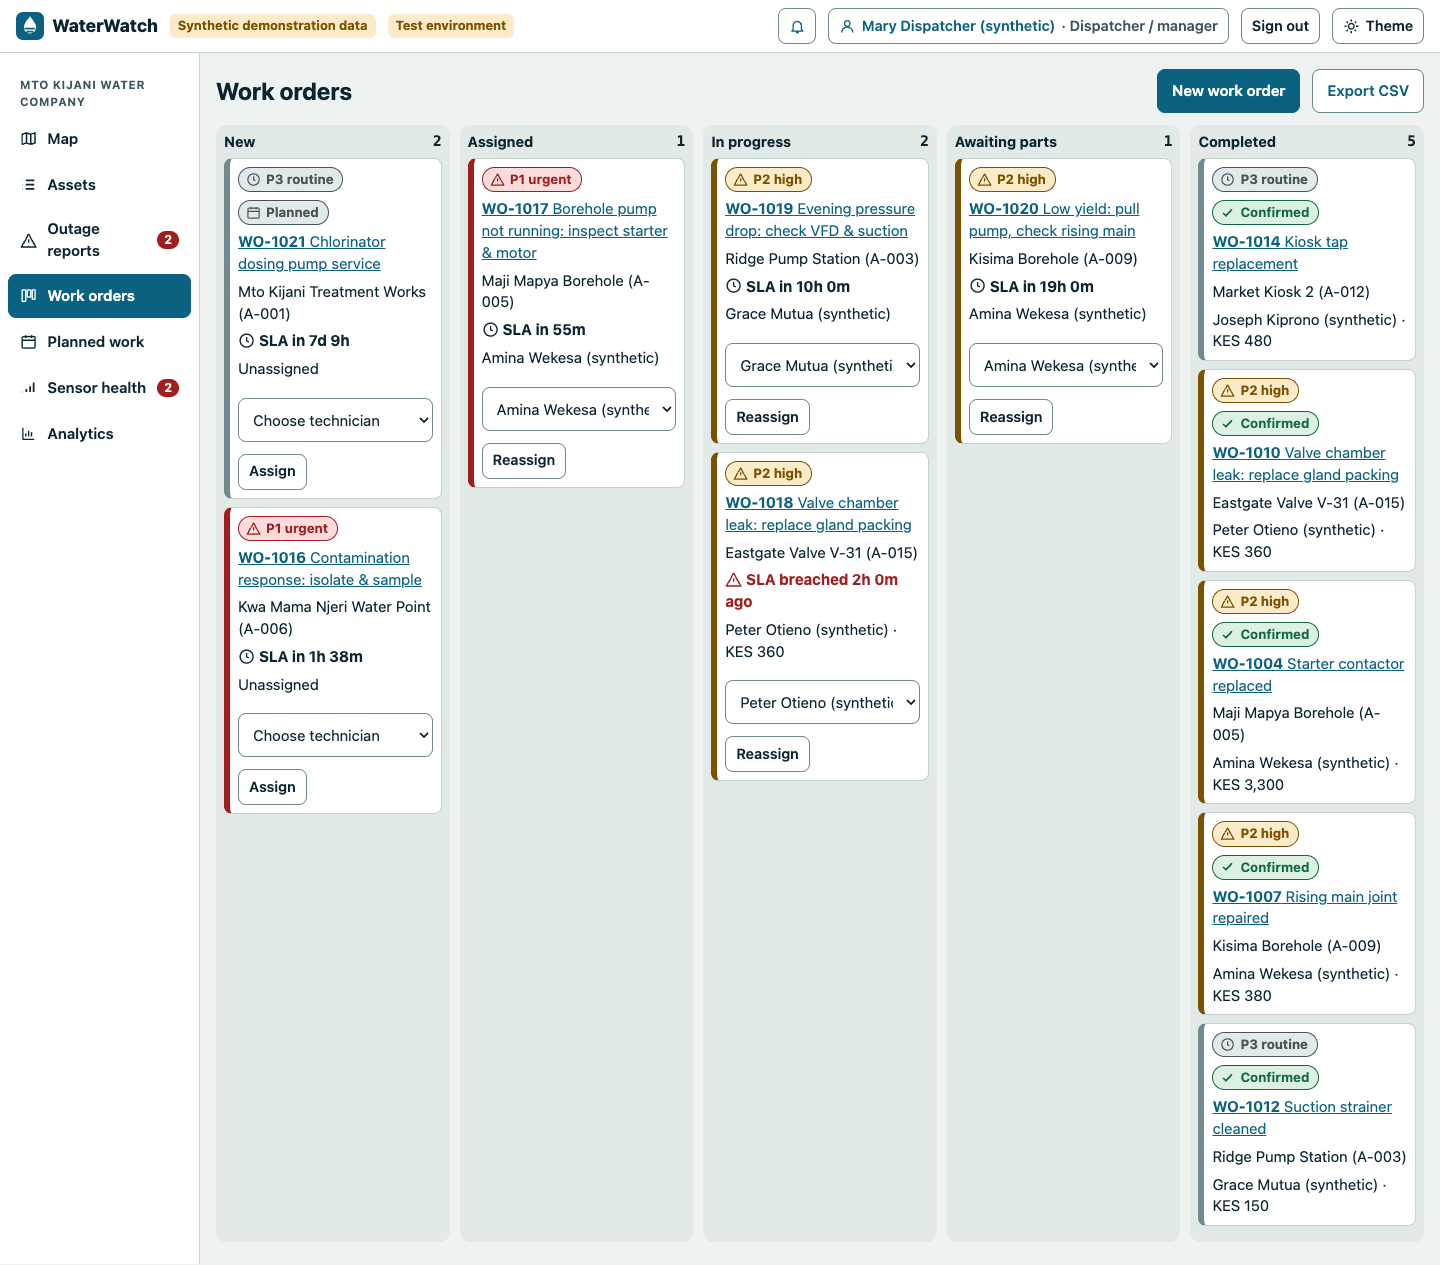 WaterWatch
Synthetic demonstration data
Test environment
Mary Dispatcher (synthetic) · Dispatcher / manager
Sign out
Theme
MTO KIJANI WATER
COMPANY
Map
Assets
Outage
reports
2
Work orders
Planned work
Sensor health
2
Analytics
Work orders
New work order
Export CSV
New
2
P3 routine
Planned
WO-1021 Chlorinator
dosing pump service
Mto Kijani Treatment Works
(A-001)
SLA in 7d 9h
Unassigned
Choose technician
Assign
P1 urgent
WO-1016 Contamination
response: isolate & sample
Kwa Mama Njeri Water Point
(A-006)
SLA in 1h 38m
Unassigned
Choose technician
Assign
Assigned
1
P1 urgent
WO-1017 Borehole pump
not running: inspect starter
& motor
Maji Mapya Borehole (A-
005)
SLA in 55m
Amina Wekesa (synthetic)
Amina Wekesa (synthe
Reassign
In progress
2
P2 high
WO-1019 Evening pressure
drop: check VFD & suction
Ridge Pump Station (A-003)
SLA in 10h 0m
Grace Mutua (synthetic)
Grace Mutua (syntheti
Reassign
P2 high
WO-1018 Valve chamber
leak: replace gland packing
Eastgate Valve V-31 (A-015)
SLA breached 2h 0m
ago
Peter Otieno (synthetic) ·
KES 360
Peter Otieno (synthetic
Reassign
Awaiting parts
1
P2 high
WO-1020 Low yield: pull
pump, check rising main
Kisima Borehole (A-009)
SLA in 19h 0m
Amina Wekesa (synthetic)
Amina Wekesa (synthe
Reassign
Completed
5
P3 routine
Confirmed
WO-1014 Kiosk tap
replacement
Market Kiosk 2 (A-012)
Joseph Kiprono (synthetic) ·
KES 480
P2 high
Confirmed
WO-1010 Valve chamber
leak: replace gland packing
Eastgate Valve V-31 (A-015)
Peter Otieno (synthetic) ·
KES 360
P2 high
Confirmed
WO-1004 Starter contactor
replaced
Maji Mapya Borehole (A-
005)
Amina Wekesa (synthetic) ·
KES 3,300
P2 high
Confirmed
WO-1007 Rising main joint
repaired
Kisima Borehole (A-009)
Amina Wekesa (synthetic) ·
KES 380
P3 routine
Confirmed
WO-1012 Suction strainer
cleaned
Ridge Pump Station (A-003)
Grace Mutua (synthetic) ·
KES 150